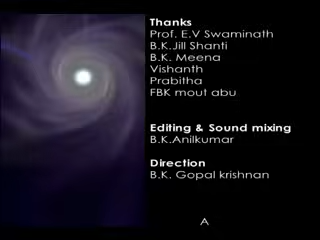 Thanks
Prof. E.V Swaminath
B.K.Jill Shanti
B.K. Meena
Vishanth
Prabitha
FBK mout abu
Editing & Sound mixing
B.K.Anilkumar
Direction
B.K. Gopal krishnan
A